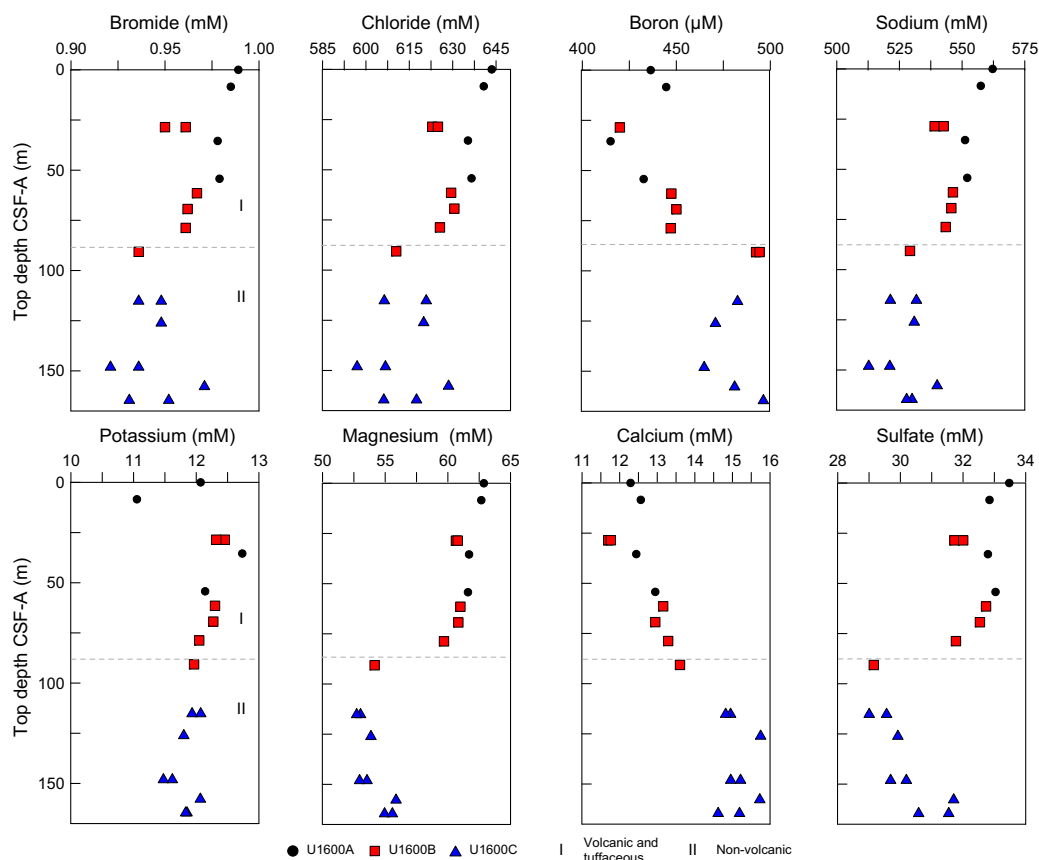 Bromide (mM) Chloride (mM) Boron (µM) Sodium (mM)
0.90 0.95 1.00 585 600 615 630 645 400 450 500 500 525 550 575
0
50
100
150
Top depth CSF-A (m)
I
II
Potassium (mM) Magnesium (mM) Calcium (mM) Sulfate (mM)
10 11 12 13 50 55 60 65 11 12 13 14 15 16 28 30 32 34
0
50
100
150
Top depth CSF-A (m)
I
II
U1600A U1600B U1600C I Volcanic and II Non-volcanic
tuffaceous